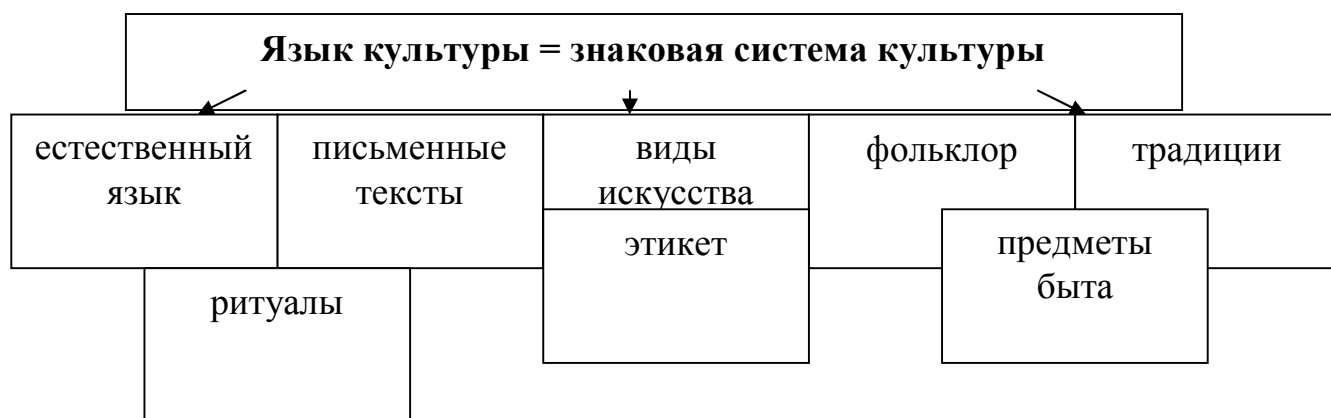 Язык культуры = знаковая система культуры
естественный
язык
письменные
тексты
виды
искусства
фольклор
традиции
этикет
предметы
быта
ритуалы